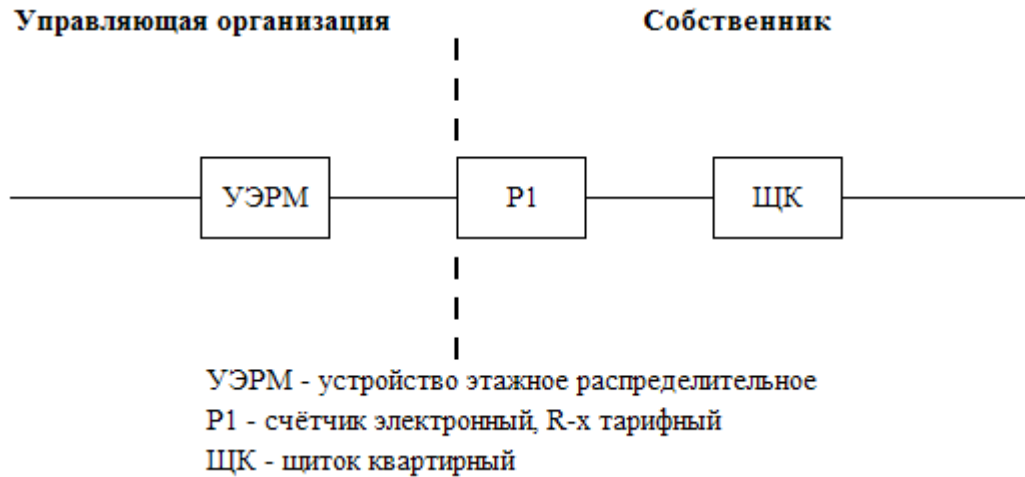 Управляющая организация
Собственник
УЭРМ
Р1
ЩК
УЭРМ - устройство этажное распределительное
Р1 - счётчик электронный, R-х тарифный
ЩК - щиток квартирный